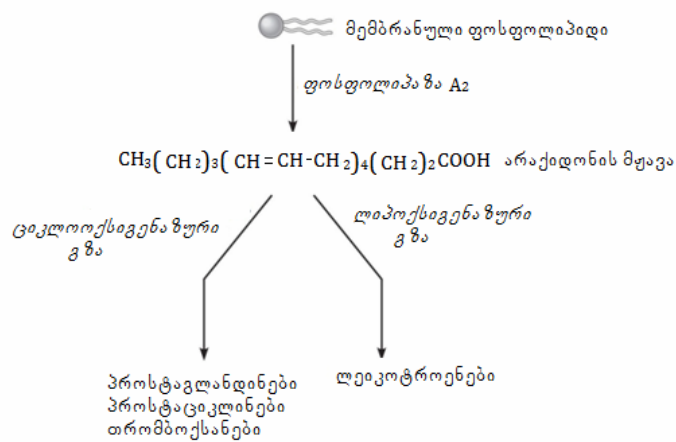 მემბრანული ფოსფოლიპიდი
ფოსფოლიპაზა A2
CH₃(CH₂)₃(CH=CH-CH₂)₄(CH₂)₂COOH არაქიდონის მჟავა
ციკლოოქსიგენაზური
გზა
ლიპოქსიგენაზური
გზა
პროსტაგლანდინები
პროსტაციკლინები
თრომბოქსანები
ლეიკოტროენები